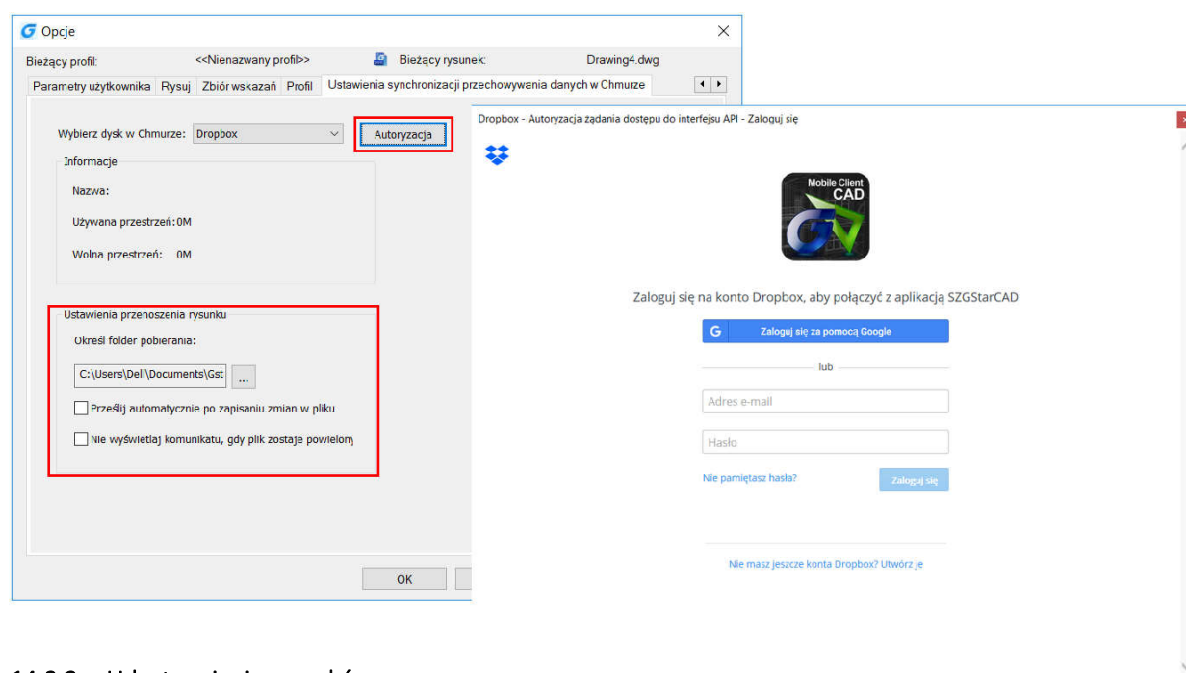 Opcje
Bieżący profil: <<Nienazwany profil>> Bieżący rysunek: Drawing4.dwg
Parametry użytkownika Rysuj Zbiór wskazań Profil Ustawienia synchronizacji przechowywania danych w Chmurze
Wybierz dysk w Chmurze: Dropbox Autoryzacja
Informacje
Nazwa:
Używana przestrzeń: 0M
Wolna przestrzeń: 0M
Ustawienia przenoszenia rysunku
Określ folder pobierania:
C:\Users\Dell\Documents\Gst ...
Prześlij automatycznie po zapisaniu zmian w pliku
Nie wyświetlaj komunikatu, gdy plik zostaje powielony
OK
Dropbox - Autoryzacja żądania dostępu do interfejsu API - Zaloguj się
Mobile Client
CAD
Zaloguj się na konto Dropbox, aby połączyć z aplikacją SZGStarCAD
G Zaloguj się za pomocą Google
lub
Adres e-mail
Hasło
Nie pamiętasz hasła? Zaloguj się
Nie masz jeszcze konta Dropbox? Utwórz je